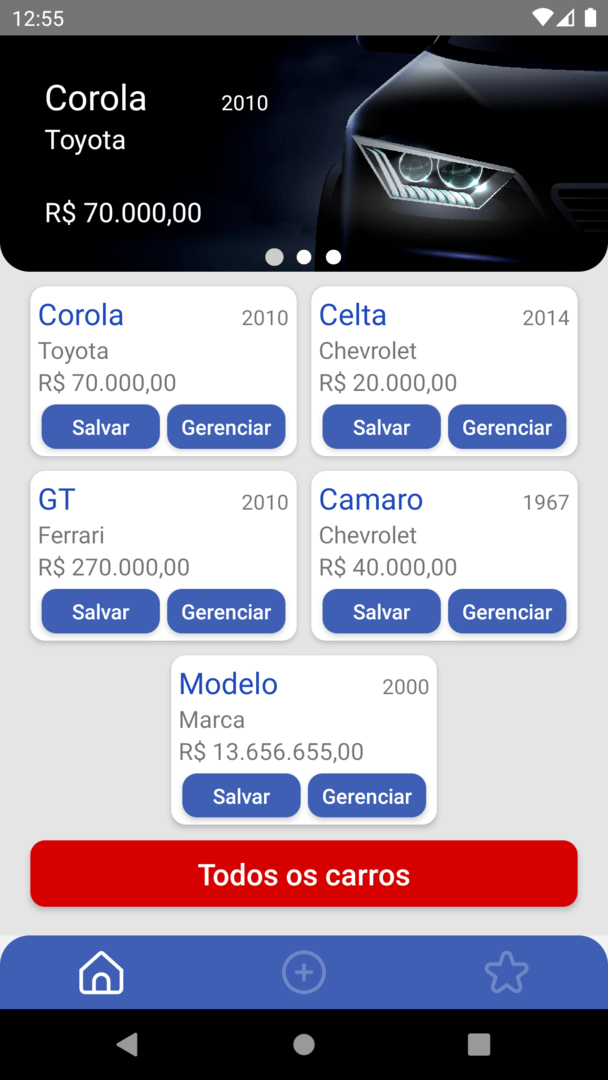 12:55
Corola 2010
Toyota
R$ 70.000,00
Corola 2010
Toyota
R$ 70.000,00
Salvar Gerenciar
Celta 2014
Chevrolet
R$ 20.000,00
Salvar Gerenciar
GT 2010
Ferrari
R$ 270.000,00
Salvar Gerenciar
Camaro 1967
Chevrolet
R$ 40.000,00
Salvar Gerenciar
Modelo 2000
Marca
R$ 13.656.655,00
Salvar Gerenciar
Todos os carros